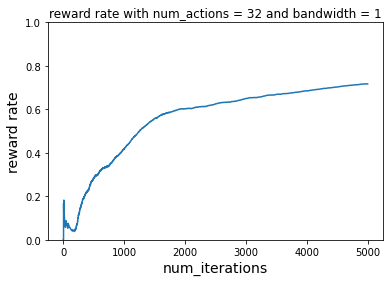 reward rate with num_actions = 32 and bandwidth = 1
1.0
0.8
0.6
0.4
0.2
0.0
reward rate
0 1000 2000 3000 4000 5000
num_iterations